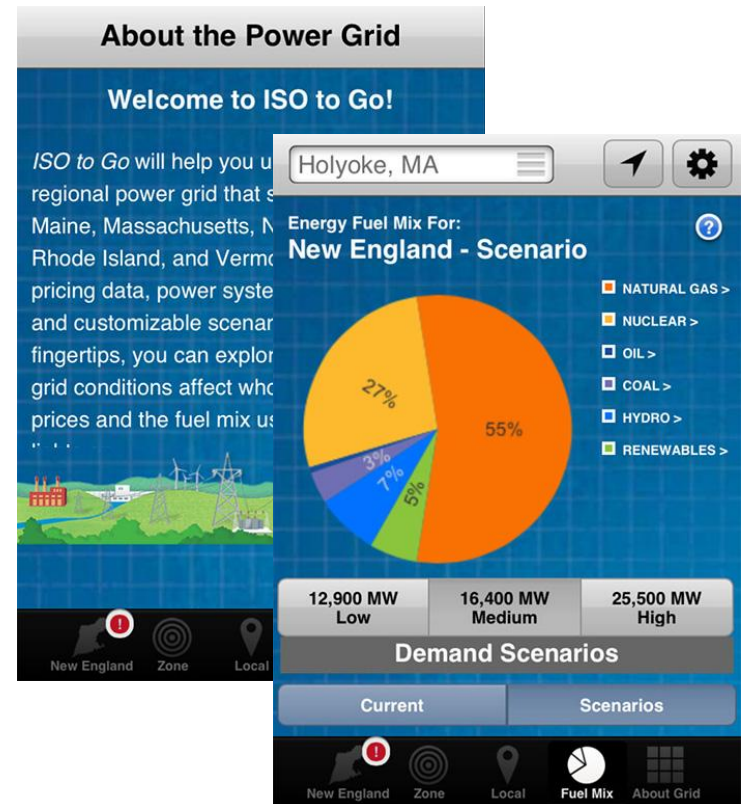 About the Power Grid
Welcome to ISO to Go!
ISO to Go will help you u
regional power grid that s
Maine, Massachusetts, N
Rhode Island, and Vermo
pricing data, power syste
and customizable scenar
fingertips, you can explor
grid conditions affect who
prices and the fuel mix us
New England
Zone
Local
Holyoke, MA
?
Energy Fuel Mix For:
New England - Scenario
NATURAL GAS >
NUCLEAR >
OIL >
COAL >
HYDRO >
RENEWABLES >
27%
55%
3%
7%
5%
12,900 MW
Low
16,400 MW
Medium
25,500 MW
High
Demand Scenarios
Current
Scenarios
!
!
New England
Zone
Local
Fuel Mix
About Grid